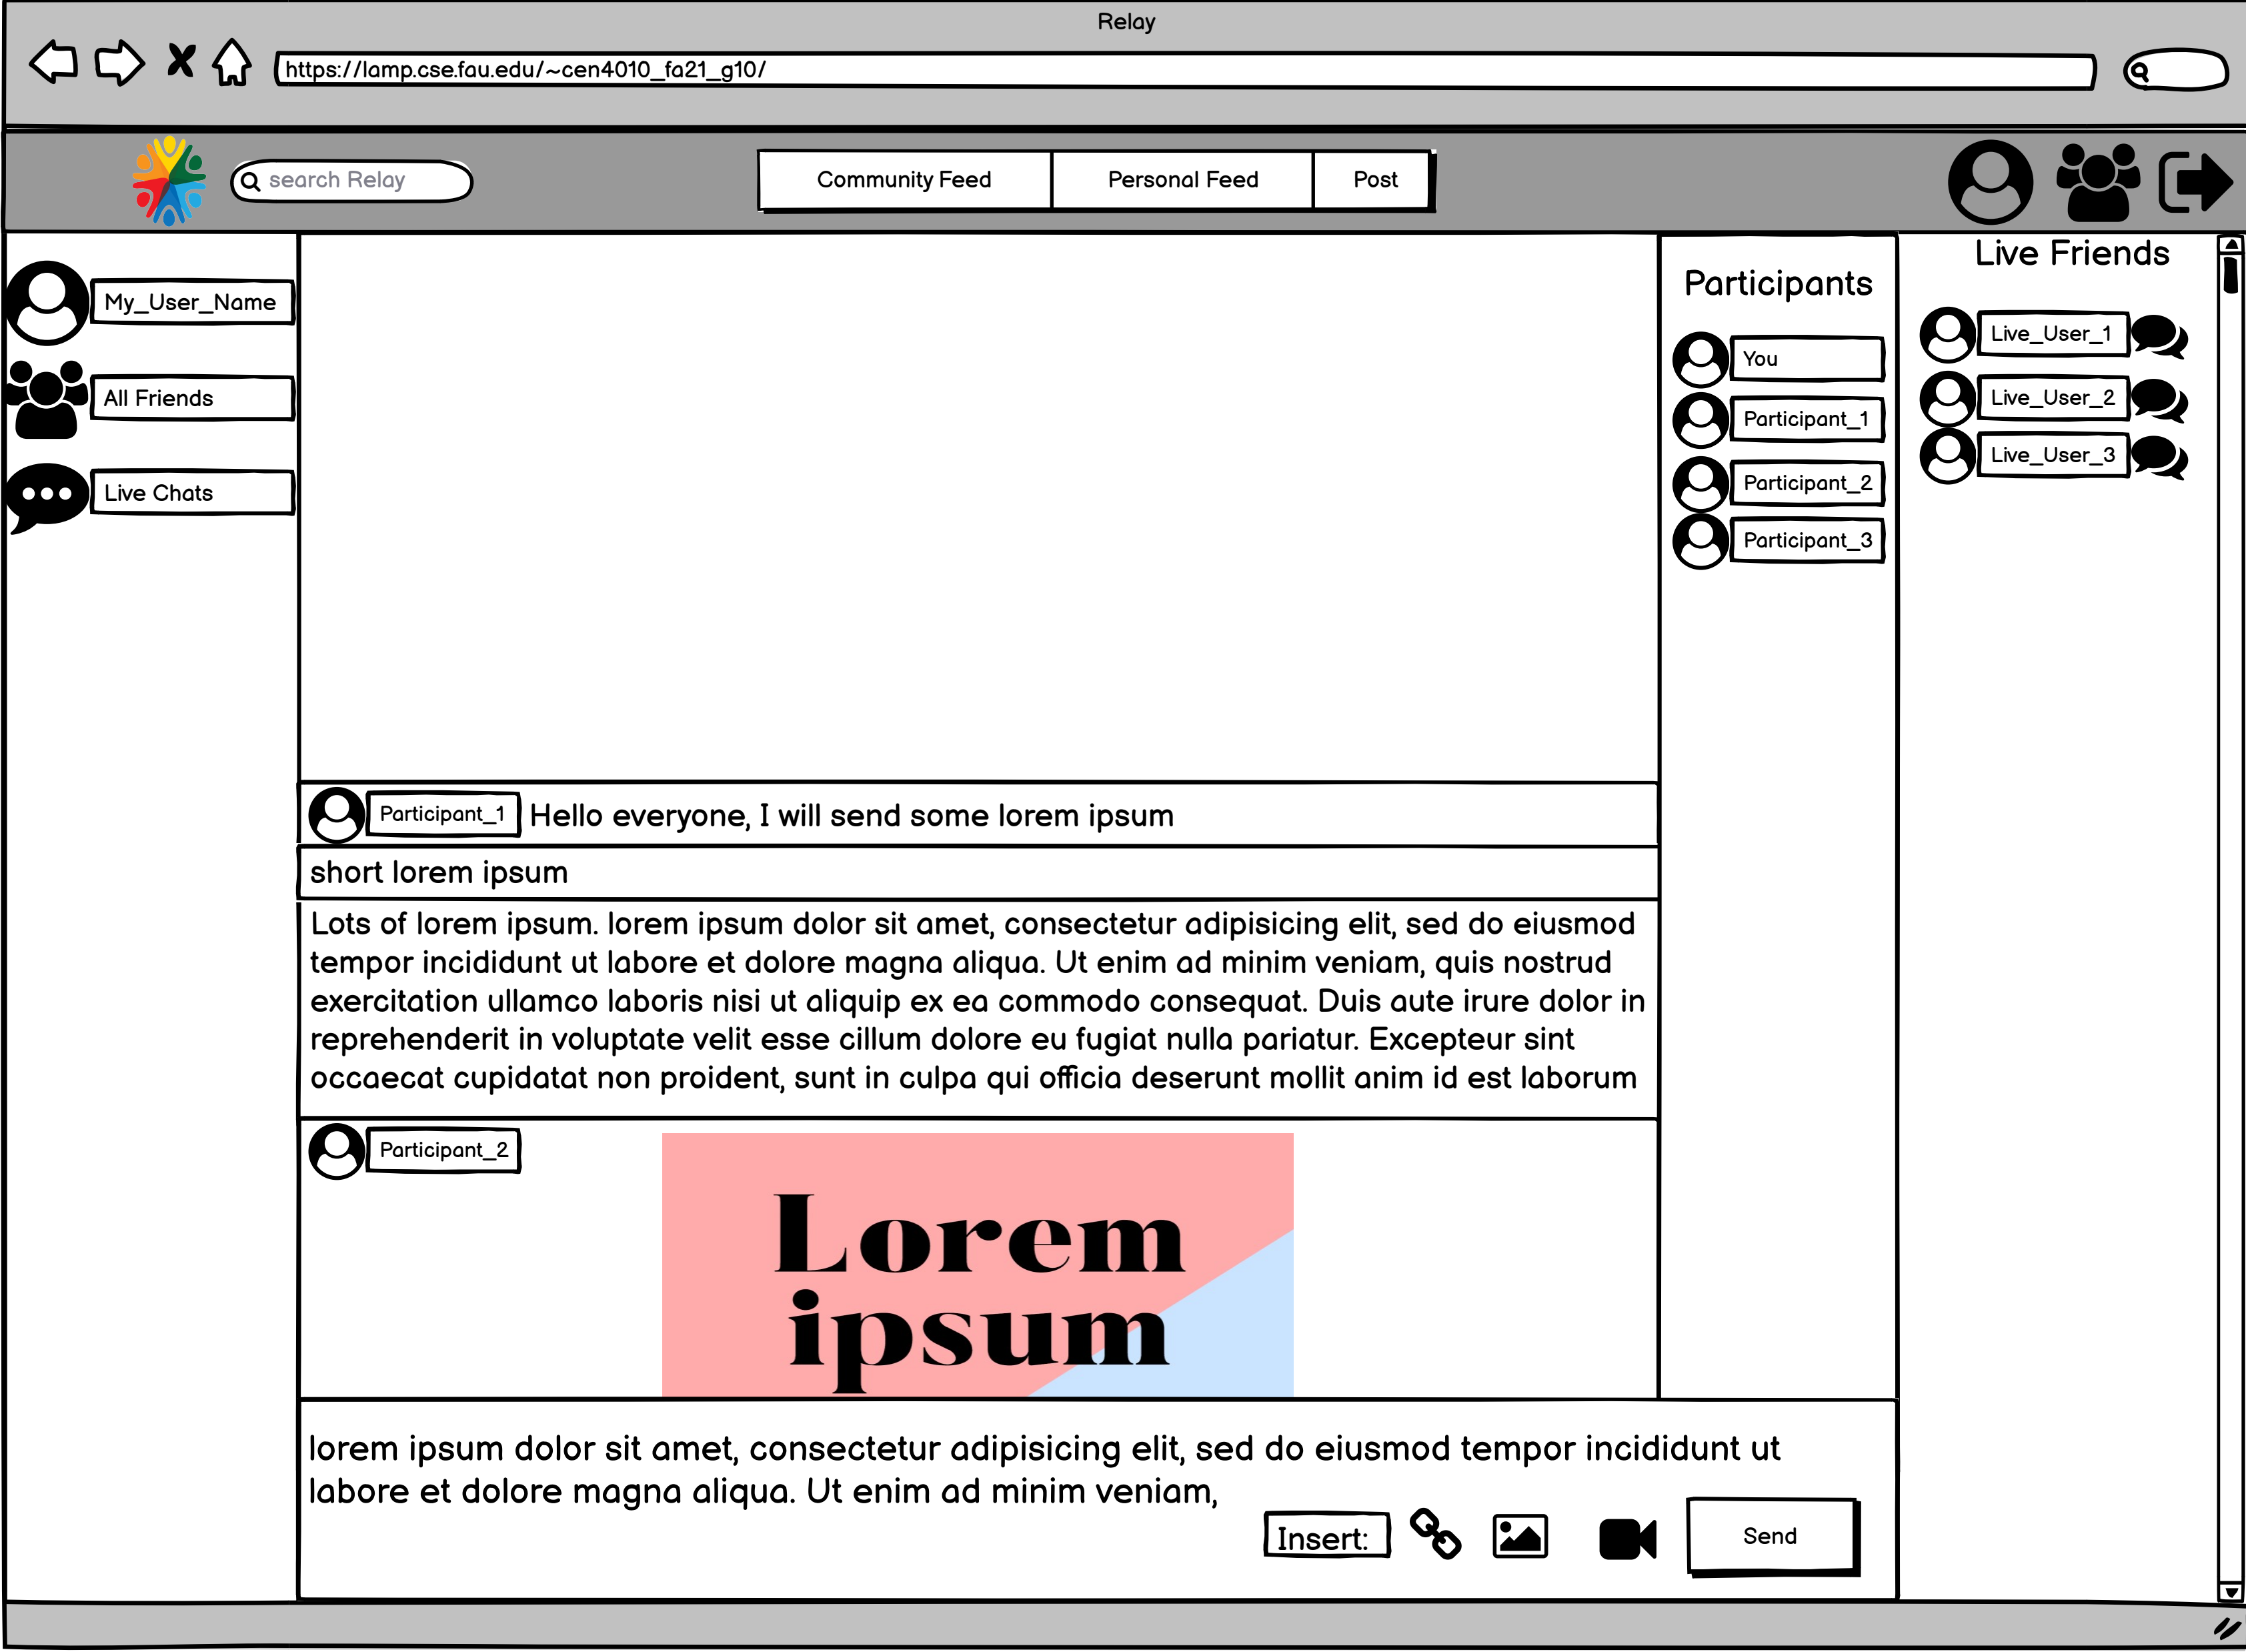 Relay
https://lamp.cse.fau.edu/~cen4010_fa21_g10/
search Relay
Community Feed
Personal Feed
Post
My_User_Name
All Friends
Live Chats
Participant_1
Hello everyone, I will send some lorem ipsum
short lorem ipsum
Lots of lorem ipsum. lorem ipsum dolor sit amet, consectetur adipisicing elit, sed do eiusmod
tempor incididunt ut labore et dolore magna aliqua. Ut enim ad minim veniam, quis nostrud
exercitation ullamco laboris nisi ut aliquip ex ea commodo consequat. Duis aute irure dolor in
reprehenderit in voluptate velit esse cillum dolore eu fugiat nulla pariatur. Excepteur sint
occaecat cupidatat non proident, sunt in culpa qui officia deserunt mollit anim id est laborum
Participant_2
Lorem
ipsum
lorem ipsum dolor sit amet, consectetur adipisicing elit, sed do eiusmod tempor incididunt ut
labore et dolore magna aliqua. Ut enim ad minim veniam,
Insert:
Send
Participants
You
Participant_1
Participant_2
Participant_3
Live Friends
Live_User_1
Live_User_2
Live_User_3